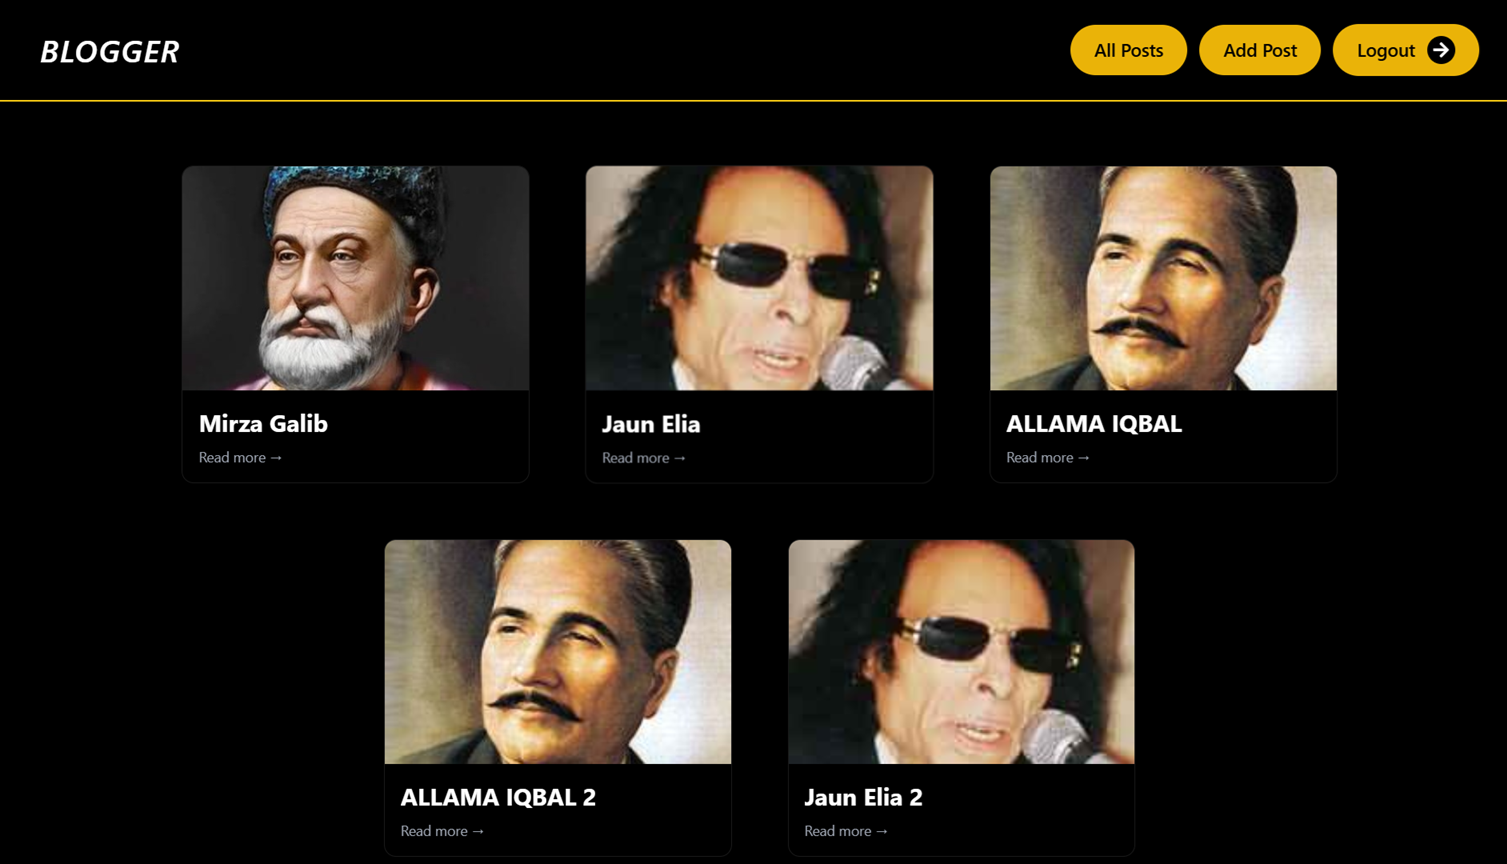 BLOGGER
All Posts
Add Post
Logout
Mirza Galib
Read more →
Jaun Elia
Read more →
ALLAMA IQBAL
Read more →
ALLAMA IQBAL 2
Read more →
Jaun Elia 2
Read more →